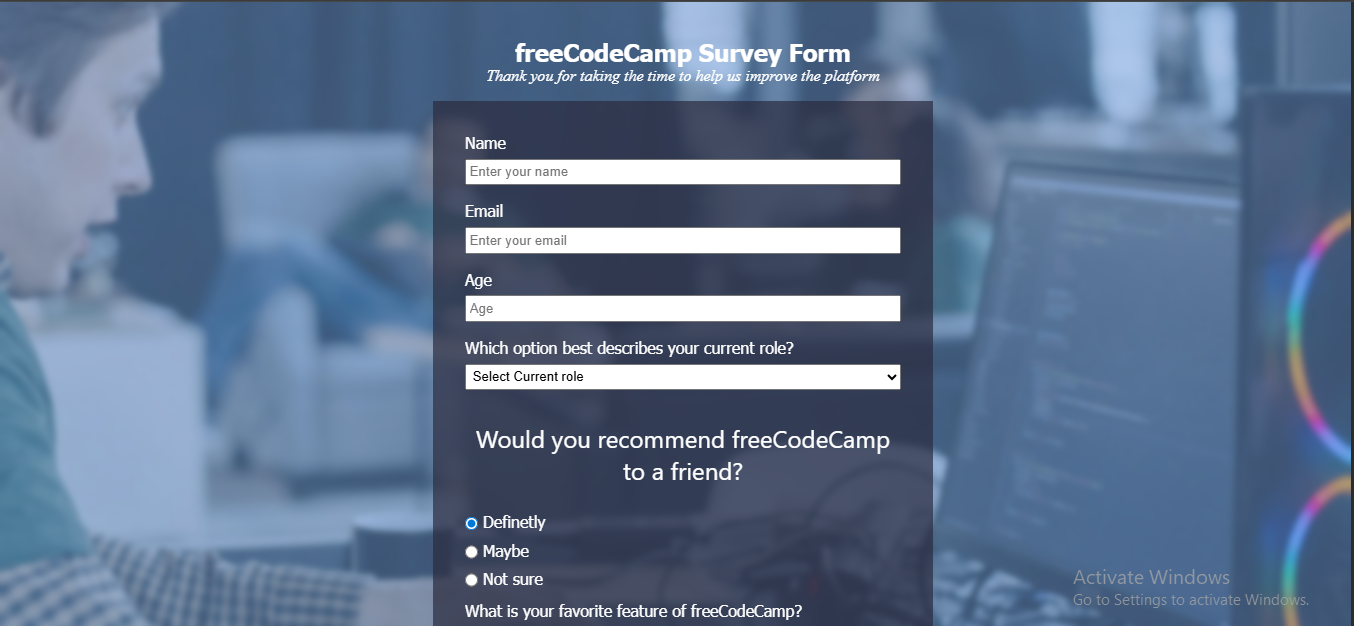 freeCodeCamp Survey Form
Thank you for taking the time to help us improve the platform
Name
Enter your name
Email
Enter your email
Age
Age
Which option best describes your current role?
Select Current role
Would you recommend freeCodeCamp
to a friend?
Definetly
Maybe
Not sure
What is your favorite feature of freeCodeCamp?
Activate Windows
Go to Settings to activate Windows.